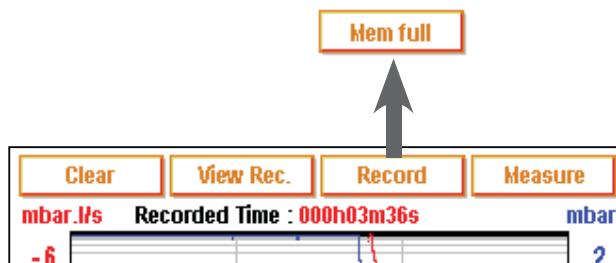 Mem full
Clear View Rec. Record Measure
mbar.l/s Recorded Time : 000h03m36s mbar
- 6 2